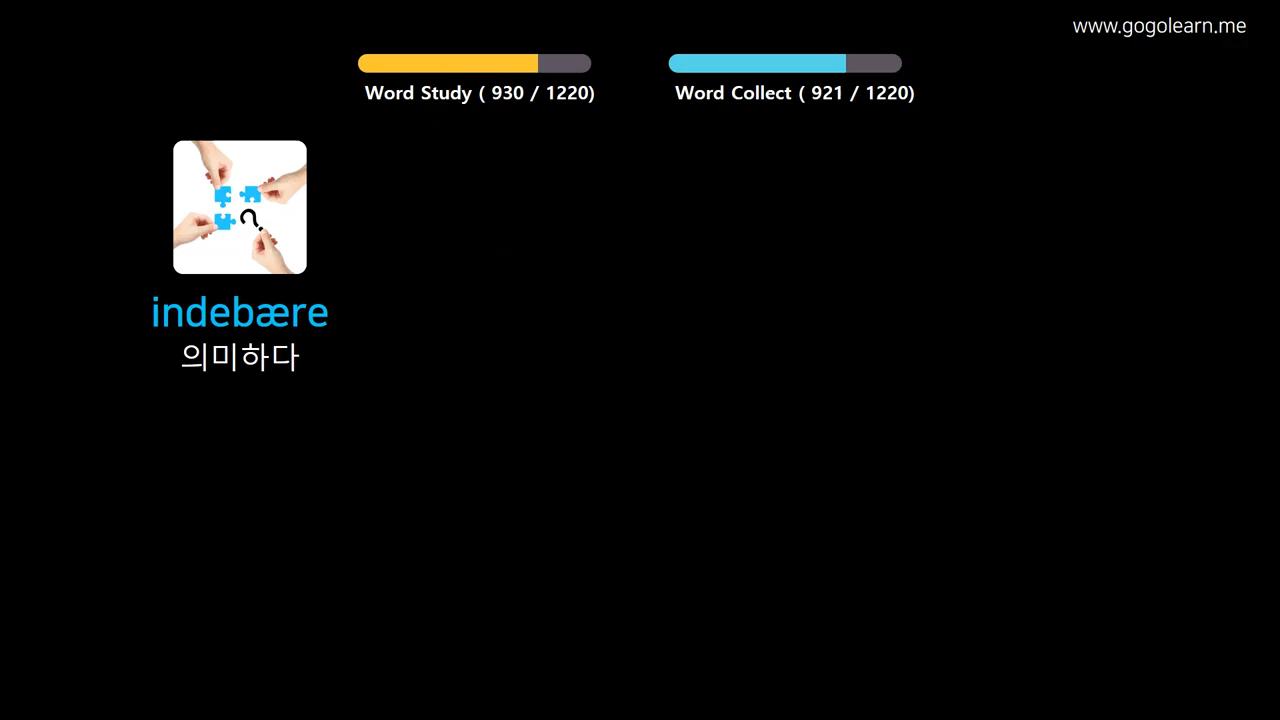 www.gogolearn.me
Word Study ( 930 / 1220)
Word Collect ( 921 / 1220)
?
indebære
의미하다